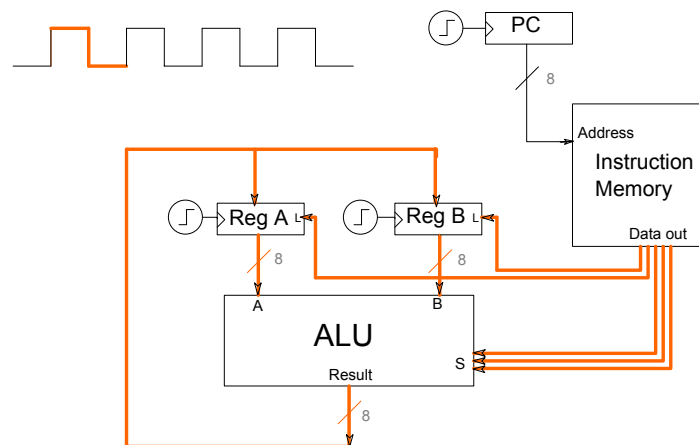 PC
8
Address
Instruction
Memory
Data out
Reg A L
Reg B L
8
8
A
B
ALU
S
Result
8